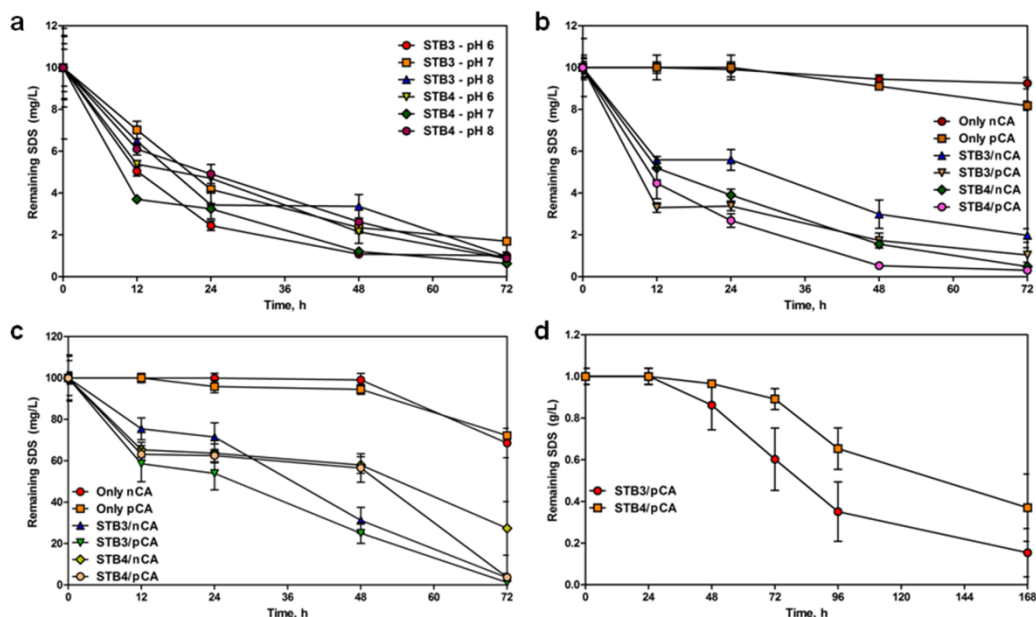 a
12
10
8
6
4
2
0
Remaining SDS (mg/L)
STB3 - pH 6
STB3 - pH 7
STB3 - pH 8
STB4 - pH 6
STB4 - pH 7
STB4 - pH 8
0 12 24 36 48 60 72
Time, h
b
12
10
8
6
4
2
0
Remaining SDS (mg/L)
Only nCA
Only pCA
STB3/nCA
STB3/pCA
STB4/nCA
STB4/pCA
0 12 24 36 48 60 72
Time, h
c
120
100
80
60
40
20
0
Remaining SDS (mg/L)
Only nCA
Only pCA
STB3/nCA
STB3/pCA
STB4/nCA
STB4/pCA
0 12 24 36 48 60 72
Time, h
d
1.2
1.0
0.8
0.6
0.4
0.2
0.0
Remaining SDS (g/L)
STB3/pCA
STB4/pCA
0 24 48 72 96 120 144 168
Time, h